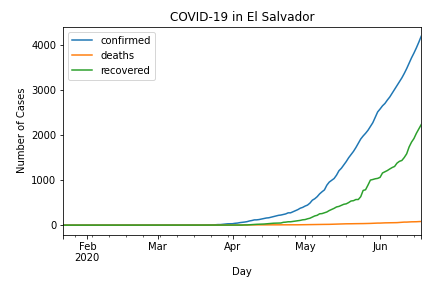 COVID-19 in El Salvador
confirmed
deaths
recovered
Number of Cases
4000
3000
2000
1000
0
Feb
2020
Mar
Apr
May
Jun
Day